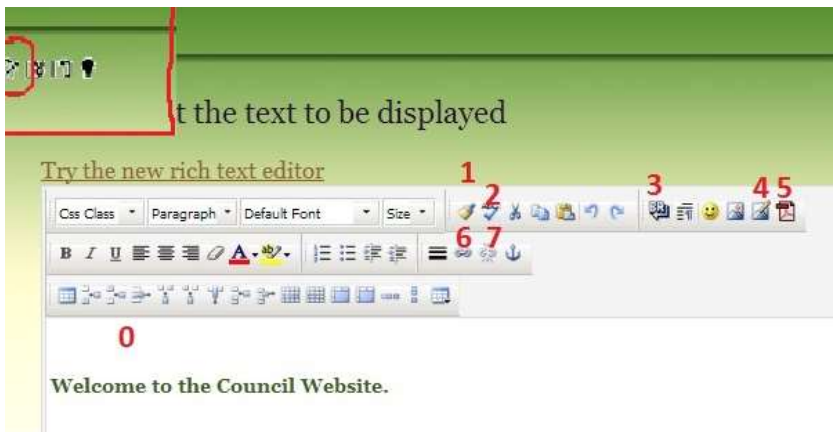 t the text to be displayed
Try the new rich text editor
1 2 3 4 5
Css Class Paragraph Default Font Size
6 7
B I U A ab
0
Welcome to the Council Website.